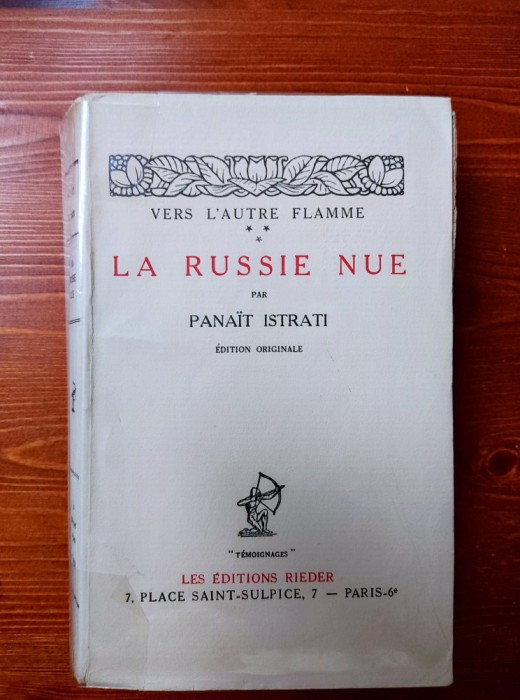 VERS L'AUTRE FLAMME
LA RUSSIE NUE
PAR
PANAÏT ISTRATI
ÉDITION ORIGINALE
"TÉMOIGNAGES"
LES ÉDITIONS RIEDER
7, PLACE SAINT-SULPICE, 7 — PARIS-6ᵉ